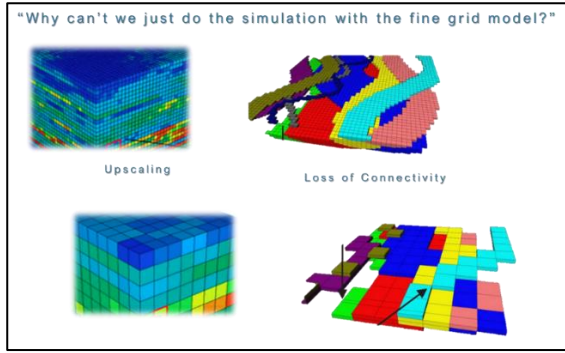 "Why can't we just do the simulation with the fine grid model?"
Upscaling
Loss of Connectivity